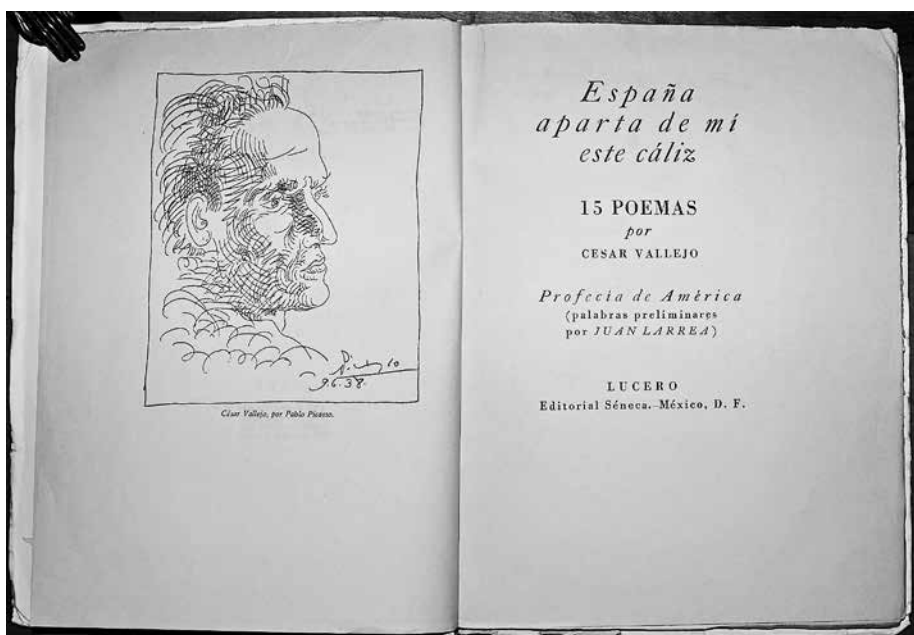 9.6.38.
César Vallejo, por Pablo Picasso.
España
aparta de mí
este cáliz
15 POEMAS
por
CESAR VALLEJO
Profecía de América
(palabras preliminares
por JUAN LARREA)
LUCERO
Editorial Séneca.-México, D. F.